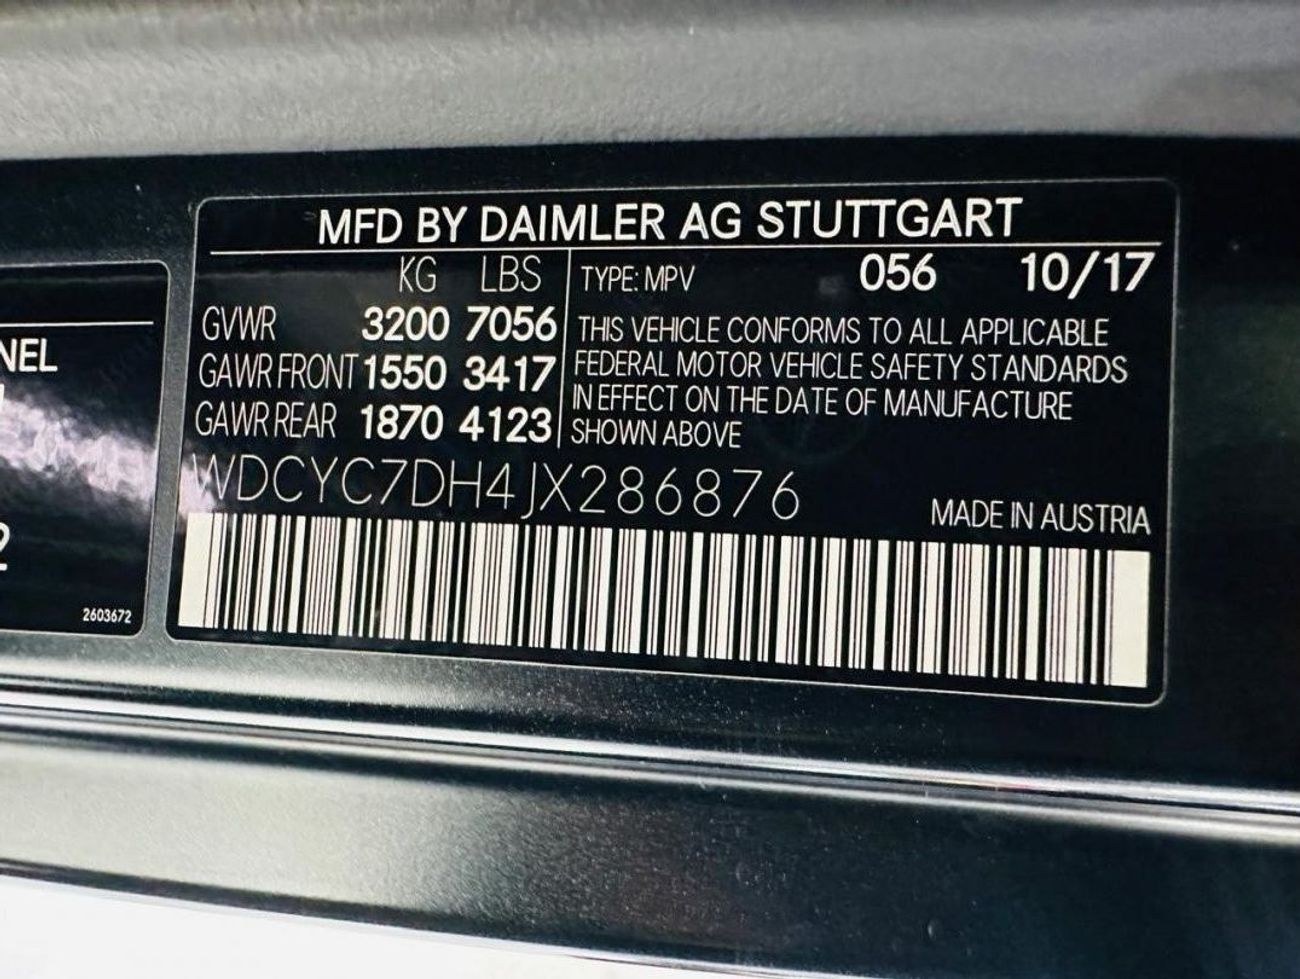 MFD BY DAIMLER AG STUTTGART
KG LBS
GVWR 3200 7056
GAWR FRONT 1550 3417
GAWR REAR 1870 4123
TYPE: MPV 056 10/17
THIS VEHICLE CONFORMS TO ALL APPLICABLE
FEDERAL MOTOR VEHICLE SAFETY STANDARDS
IN EFFECT ON THE DATE OF MANUFACTURE
SHOWN ABOVE
WDCYC7DH4JX286876
MADE IN AUSTRIA
NEL
2
2603672